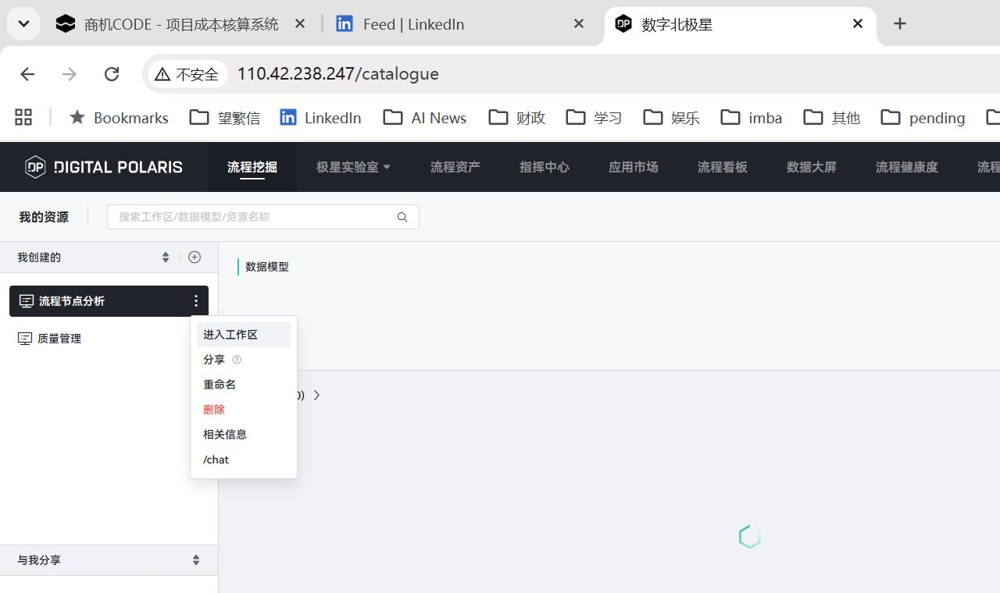 商机CODE - 项目成本核算系统
Feed | LinkedIn
数字北极星
不安全
110.42.238.247/catalogue
Bookmarks
望繁信
LinkedIn
AI News
财政
学习
娱乐
imba
其他
pending
DIGITAL POLARIS
流程挖掘
极星实验室
流程资产
指挥中心
应用市场
流程看板
数据大屏
流程健康度
流程
我的资源
搜索工作区/数据模型/资源名称
我创建的
数据模型
流程节点分析
质量管理
进入工作区
分享
重命名
删除
相关信息
/chat
0)
与我分享